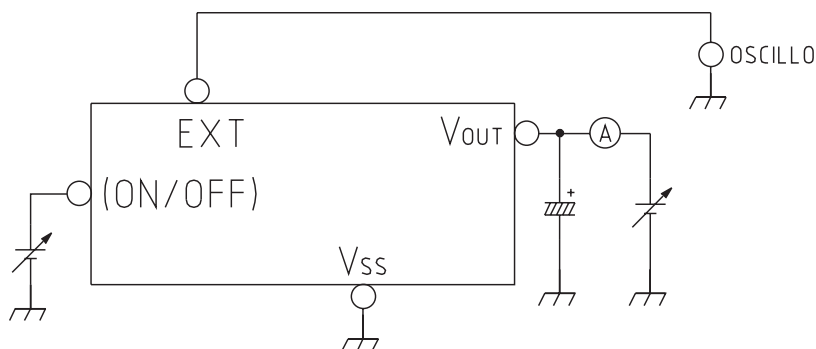 OSCILLO
EXT
VOUT
A
(ON/OFF)
+
VSS